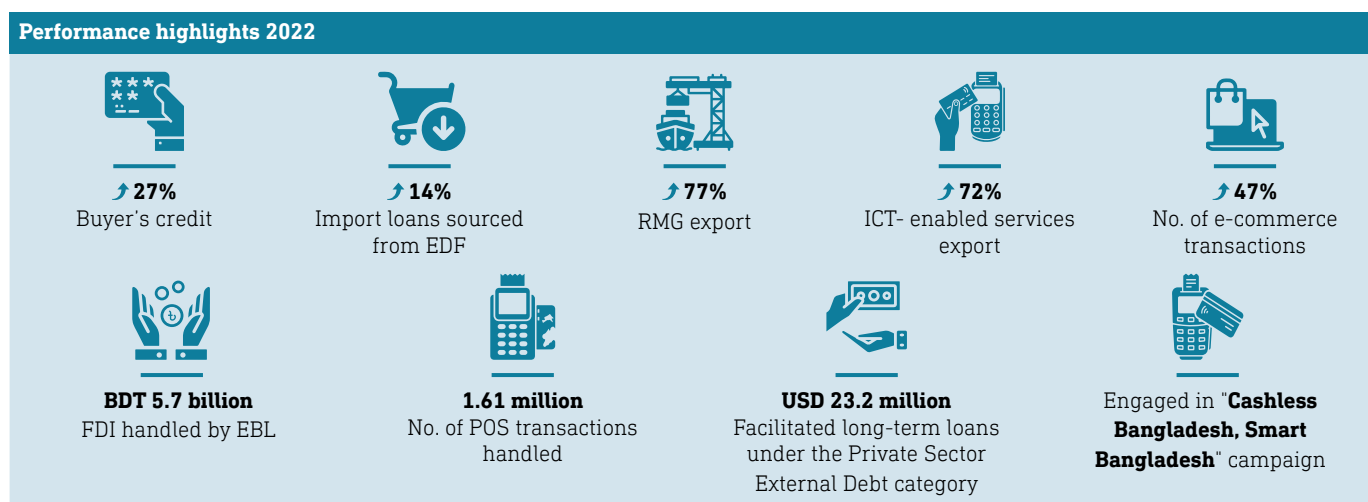 Performance highlights 2022
27%
Buyer's credit
14%
Import loans sourced
from EDF
77%
RMG export
72%
ICT- enabled services
export
47%
No. of e-commerce
transactions
BDT 5.7 billion
FDI handled by EBL
1.61 million
No. of POS transactions
handled
USD 23.2 million
Facilitated long-term loans
under the Private Sector
External Debt category
Engaged in "Cashless
Bangladesh, Smart
Bangladesh" campaign